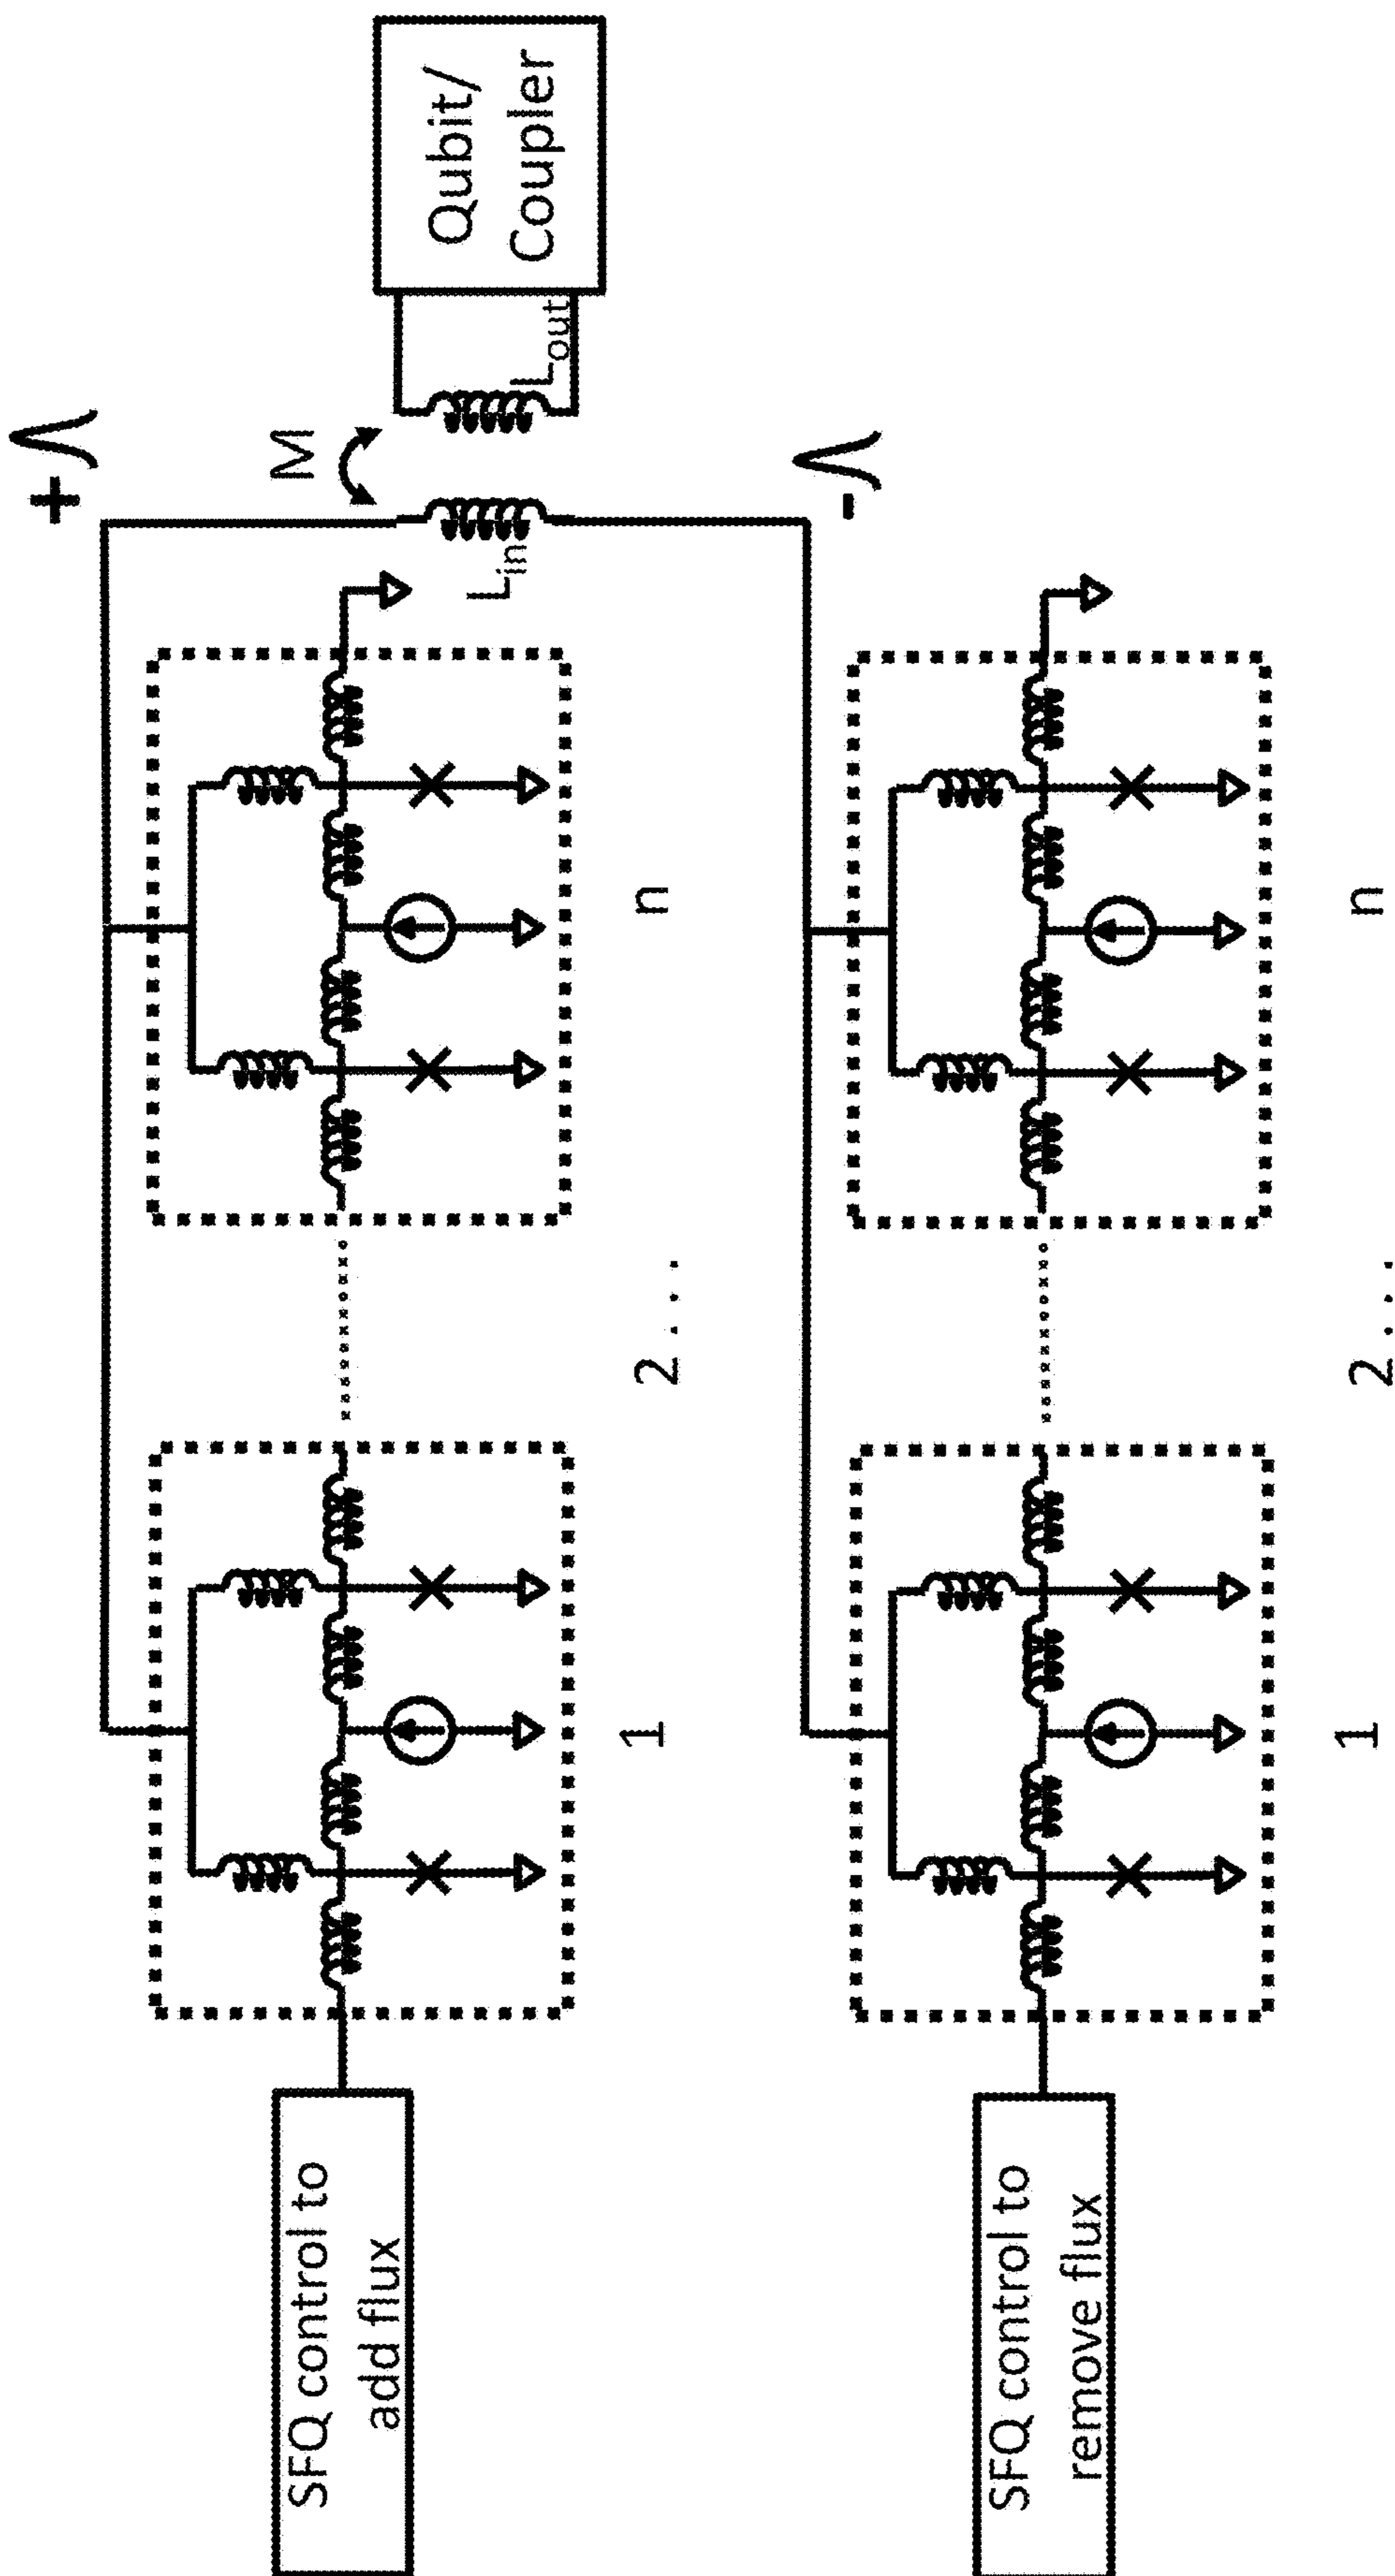 +
M
Qubit/
Coupler
L_out
L_in
SFQ control to
add flux
1
2 . . .
n
-
SFQ control to
remove flux
1
2 . . .
n